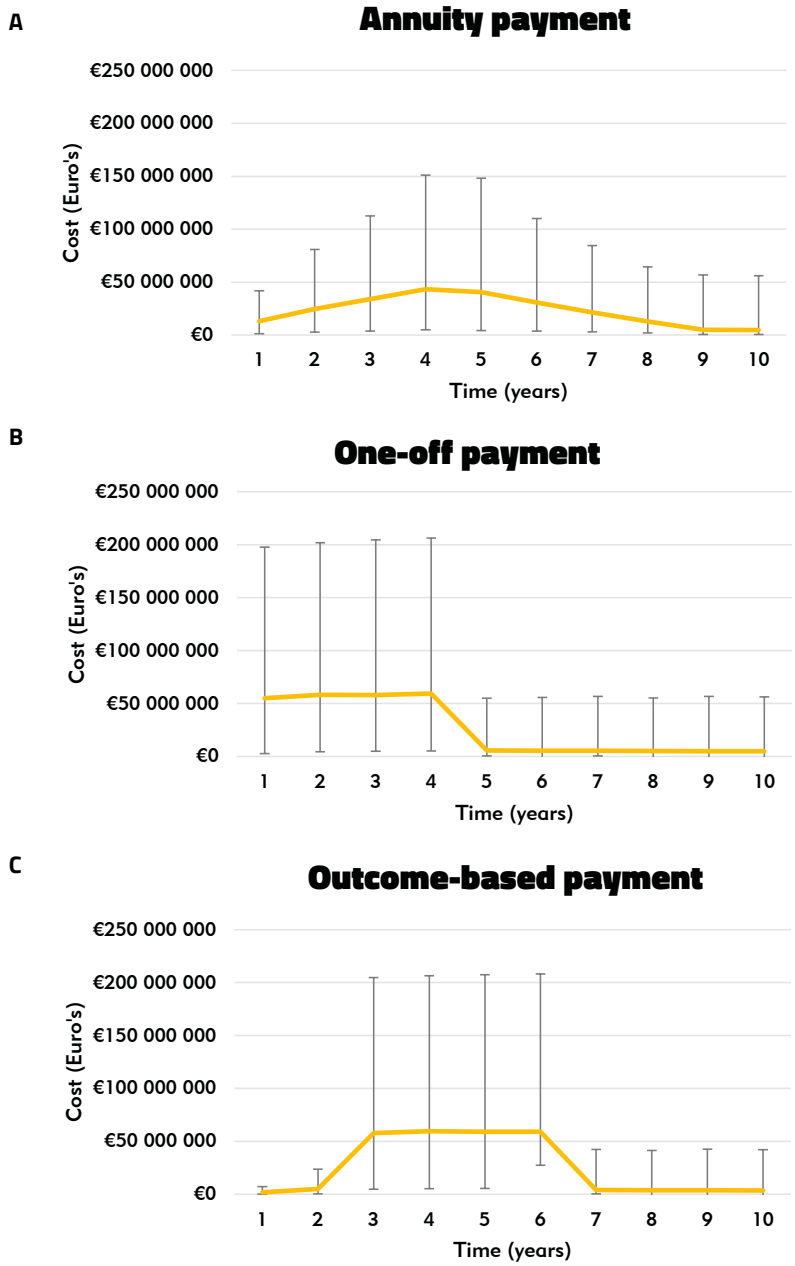 A
Annuity payment
€250 000 000
€200 000 000
€150 000 000
€100 000 000
€50 000 000
€0
Cost (Euro's)
1 2 3 4 5 6 7 8 9 10
Time (years)
B
One-off payment
€250 000 000
€200 000 000
€150 000 000
€100 000 000
€50 000 000
€0
Cost (Euro's)
1 2 3 4 5 6 7 8 9 10
Time (years)
C
Outcome-based payment
€250 000 000
€200 000 000
€150 000 000
€100 000 000
€50 000 000
€0
Cost (Euro's)
1 2 3 4 5 6 7 8 9 10
Time (years)